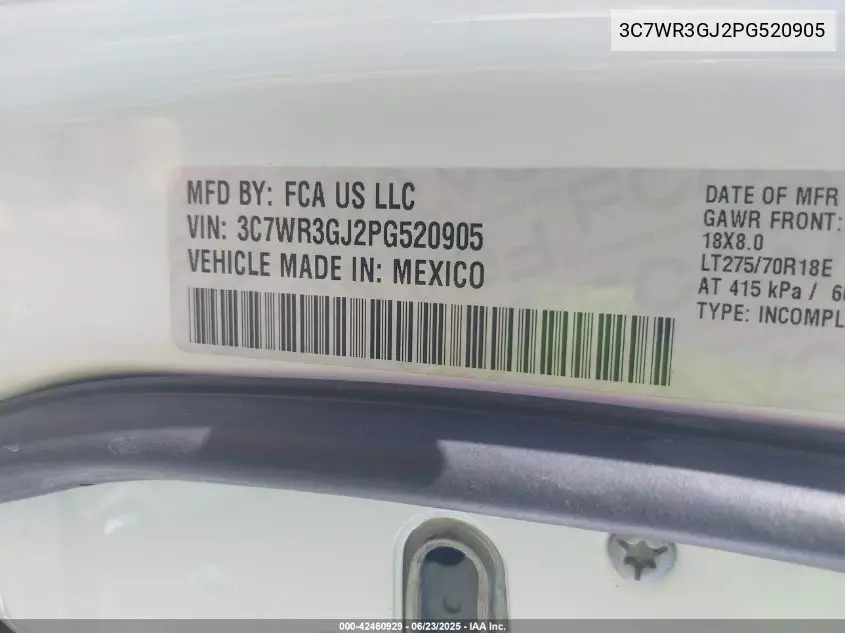 3C7WR3GJ2PG520905
MFD BY: FCA US LLC
VIN: 3C7WR3GJ2PG520905
VEHICLE MADE IN: MEXICO
DATE OF MFR
GAWR FRONT:
18X8.0
LT275/70R18E
AT 415 kPa /
TYPE: INCOMPL
000-42460929 - 06/23/2025 - IAA Inc.